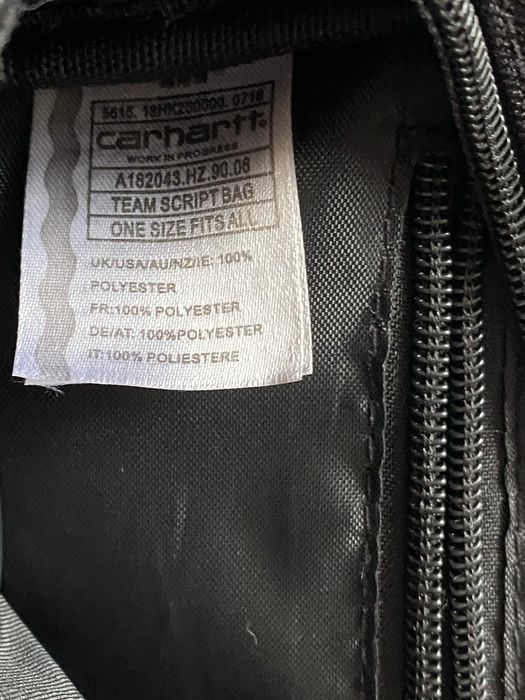 5615. 18HK200000. 0718
carhartt®
WORK IN PROGRESS
A182043.HZ.90.06
TEAM SCRIPT BAG
ONE SIZE FITS ALL
UK/USA/AU/NZ/IE: 100%
POLYESTER
FR:100% POLYESTER
DE/AT: 100%POLYESTER
IT:100% POLIESTERE